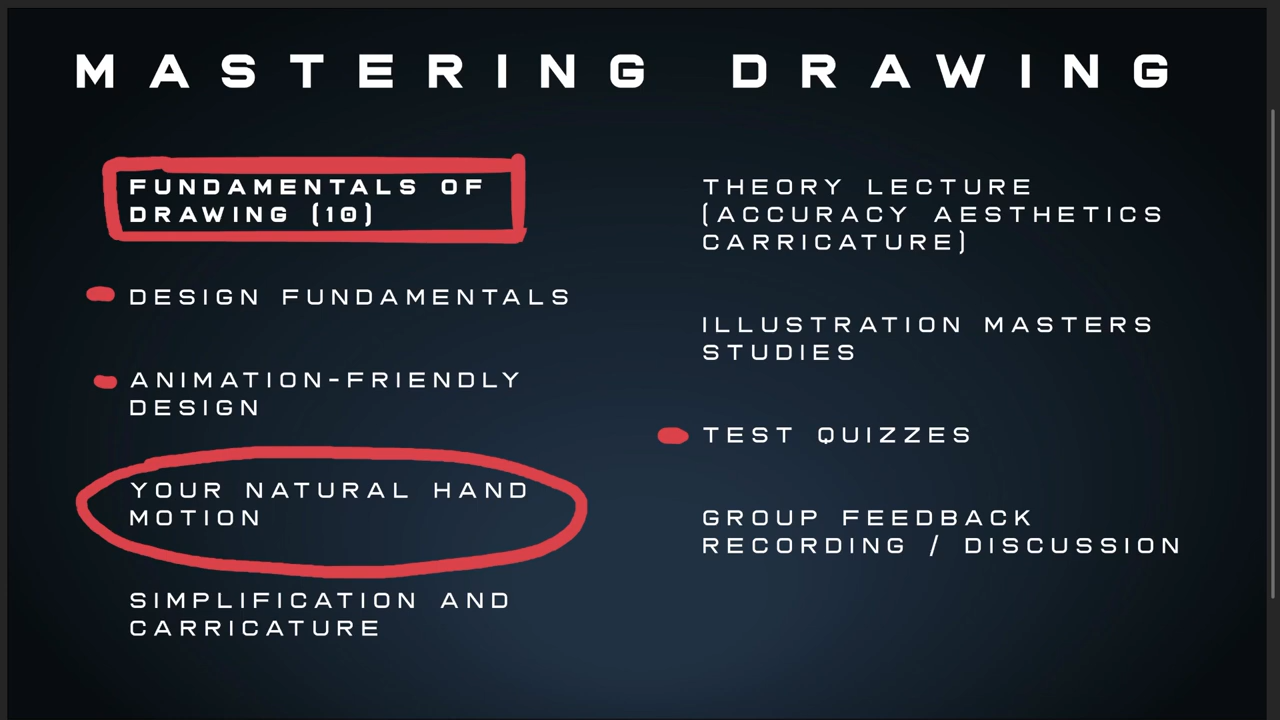 MASTERING DRAWING
FUNDAMENTALS OF
DRAWING (10)
DESIGN FUNDAMENTALS
ANIMATION-FRIENDLY
DESIGN
YOUR NATURAL HAND
MOTION
SIMPLIFICATION AND
CARRICATURE
THEORY LECTURE
(ACCURACY AESTHETICS
CARRICATURE)
ILLUSTRATION MASTERS
STUDIES
TEST QUIZZES
GROUP FEEDBACK
RECORDING / DISCUSSION